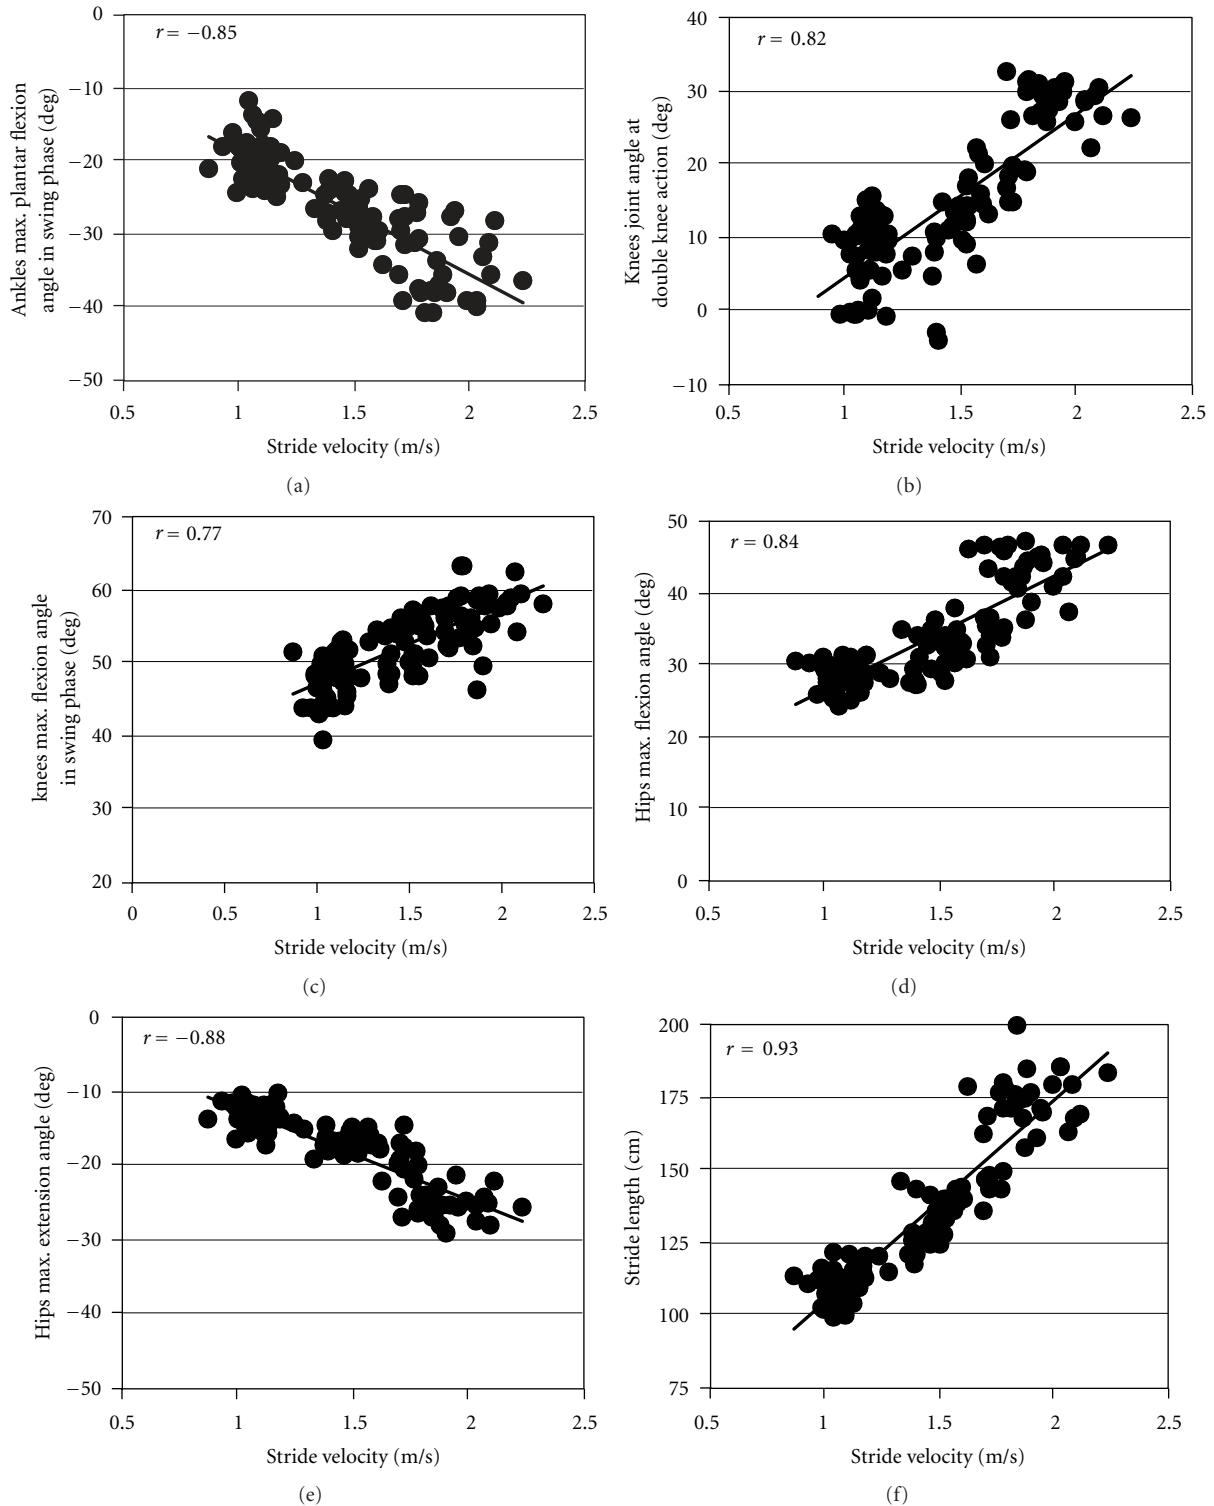 r = −0.85
Ankles max. plantar flexion
angle in swing phase (deg)
0
−10
−20
−30
−40
−50
0.5 1 1.5 2 2.5
Stride velocity (m/s)
(a)
r = 0.82
Knees joint angle at
double knee action (deg)
40
30
20
10
0
−10
0.5 1 1.5 2 2.5
Stride velocity (m/s)
(b)
r = 0.77
knees max. flexion angle
in swing phase (deg)
70
60
50
40
30
20
0 0.5 1 1.5 2 2.5
Stride velocity (m/s)
(c)
r = 0.84
Hips max. flexion angle (deg)
50
40
30
20
10
0
0.5 1 1.5 2 2.5
Stride velocity (m/s)
(d)
r = −0.88
Hips max. extension angle (deg)
0
−10
−20
−30
−40
−50
0.5 1 1.5 2 2.5
Stride velocity (m/s)
(e)
r = 0.93
Stride length (cm)
200
175
150
125
100
75
0.5 1 1.5 2 2.5
Stride velocity (m/s)
(f)